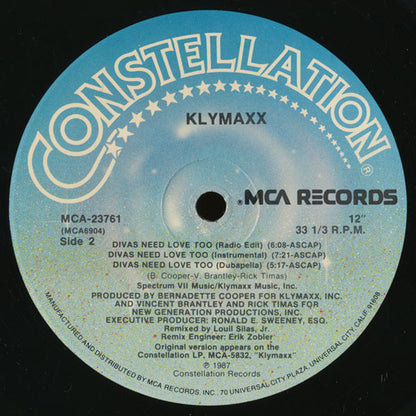 CONSTELLATION®
KLYMAXX
MCA RECORDS
MCA-23761
(MCA6904)
Side 2
12"
33 1/3 R.P.M.
DIVAS NEED LOVE TOO (Radio Edit) (6:08-ASCAP)
DIVAS NEED LOVE TOO (Instrumental) (7:21-ASCAP)
DIVAS NEED LOVE TOO (Dubapella) (5:17-ASCAP)
(B. Cooper-V. Brantley-Rick Timas)
Spectrum VII Music/Klymaxx Music, Inc.
PRODUCED BY BERNADETTE COOPER FOR KLYMAXX, INC.
AND VINCENT BRANTLEY AND RICK TIMAS FOR
NEW GENERATION PRODUCTIONS, INC.
EXECUTIVE PRODUCER: RONALD E. SWEENEY, ESQ.
Remixed by Louil Silas, Jr.
Remix Engineer: Erik Zobler
Original version appears on the
Constellation LP, MCA-5832, "Klymaxx"
℗ 1987
Constellation Records
MANUFACTURED AND DISTRIBUTED BY MCA RECORDS, INC., 70 UNIVERSAL CITY PLAZA, UNIVERSAL CITY, CALIF. 91608